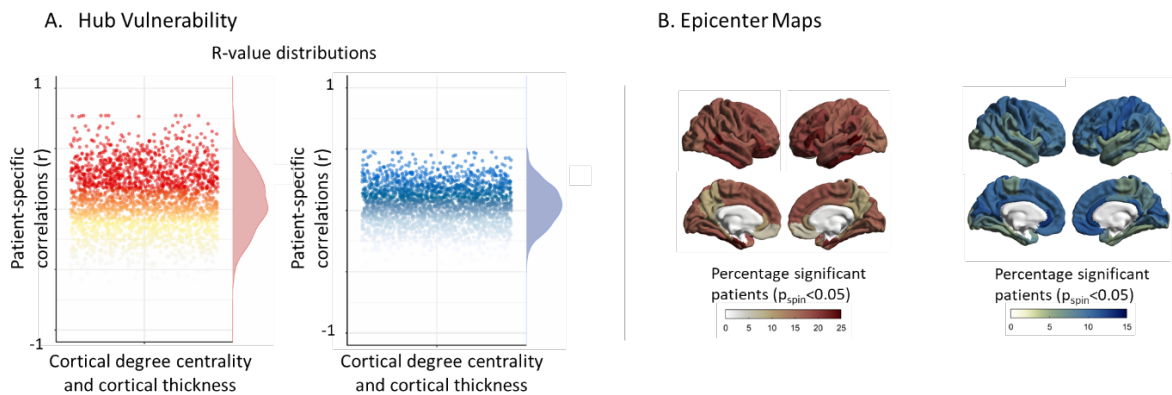 A. Hub Vulnerability
R-value distributions
1
-1
Patient-specific
correlations (r)
Cortical degree centrality
and cortical thickness
1
-1
Patient-specific
correlations (r)
Cortical degree centrality
and cortical thickness
B. Epicenter Maps
Percentage significant
patients (pspin<0.05)
0 5 10 15 20 25
Percentage significant
patients (pspin<0.05)
0 5 10 15